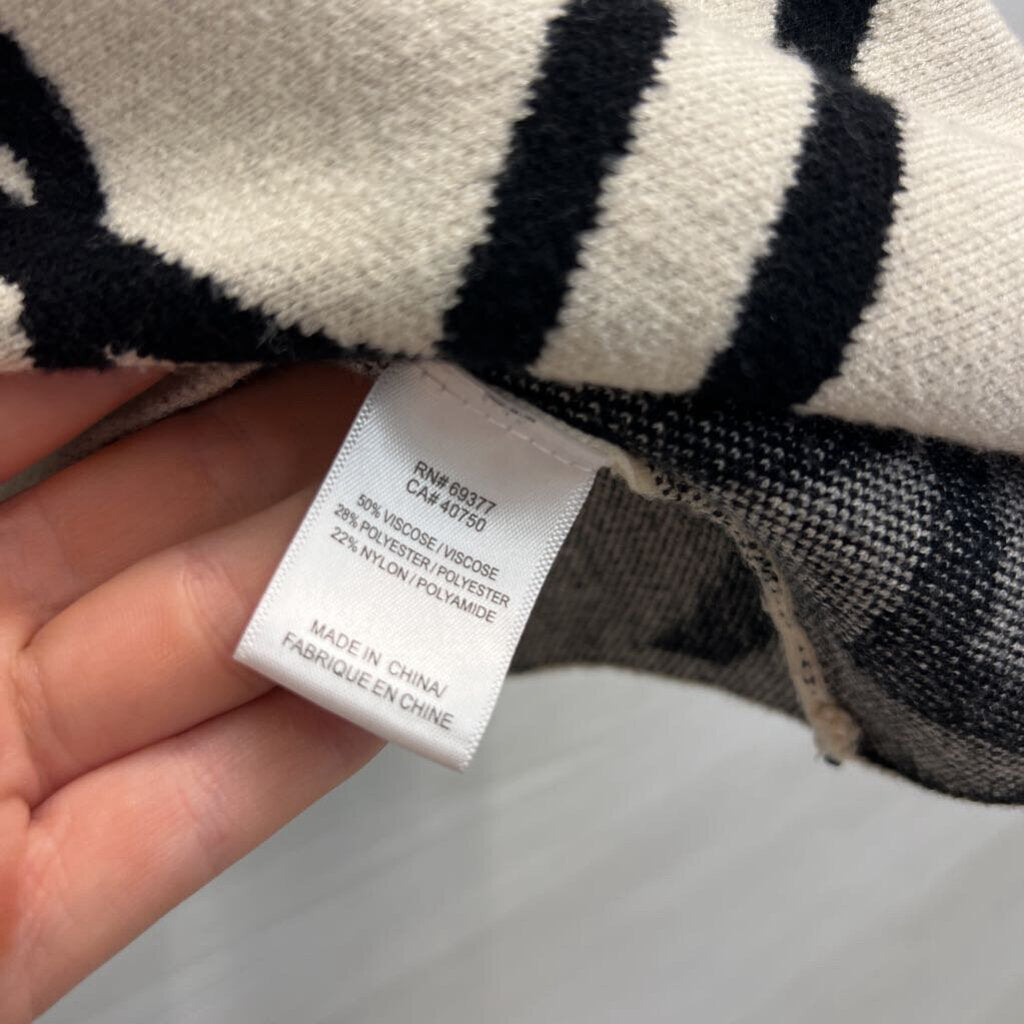 RN# 69377
CA# 40750
50% VISCOSE / VISCOSE
28% POLYESTER / POLYESTER
22% NYLON / POLYAMIDE
MADE IN CHINA/
FABRIQUE EN CHINE